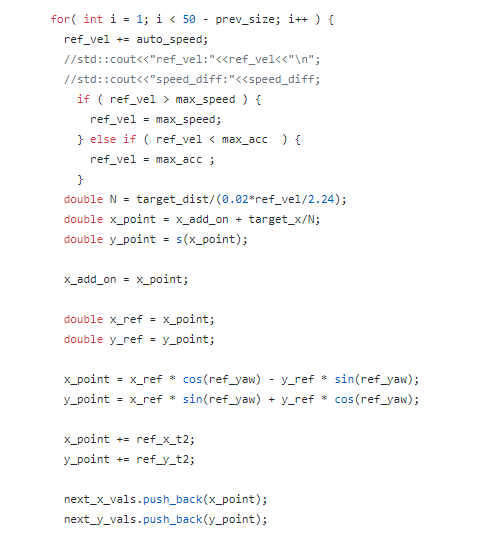 for( int i = 1; i < 50 - prev_size; i++ ) {
ref_vel += auto_speed;
//std::cout<<"ref_vel:"<<ref_vel<<"\n";
//std::cout<<"speed_diff:"<<speed_diff;
if ( ref_vel > max_speed ) {
ref_vel = max_speed;
} else if ( ref_vel < max_acc  ) {
ref_vel = max_acc ;
}
double N = target_dist/(0.02*ref_vel/2.24);
double x_point = x_add_on + target_x/N;
double y_point = s(x_point);
x_add_on = x_point;
double x_ref = x_point;
double y_ref = y_point;
x_point = x_ref * cos(ref_yaw) - y_ref * sin(ref_yaw);
y_point = x_ref * sin(ref_yaw) + y_ref * cos(ref_yaw);
x_point += ref_x_t2;
y_point += ref_y_t2;
next_x_vals.push_back(x_point);
next_y_vals.push_back(y_point);